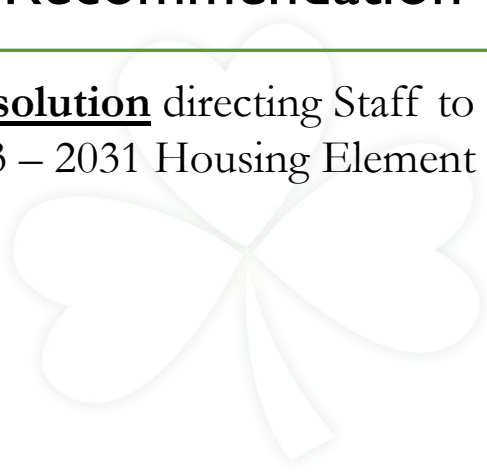 Recommendation
solution directing Staff to
3 – 2031 Housing Element